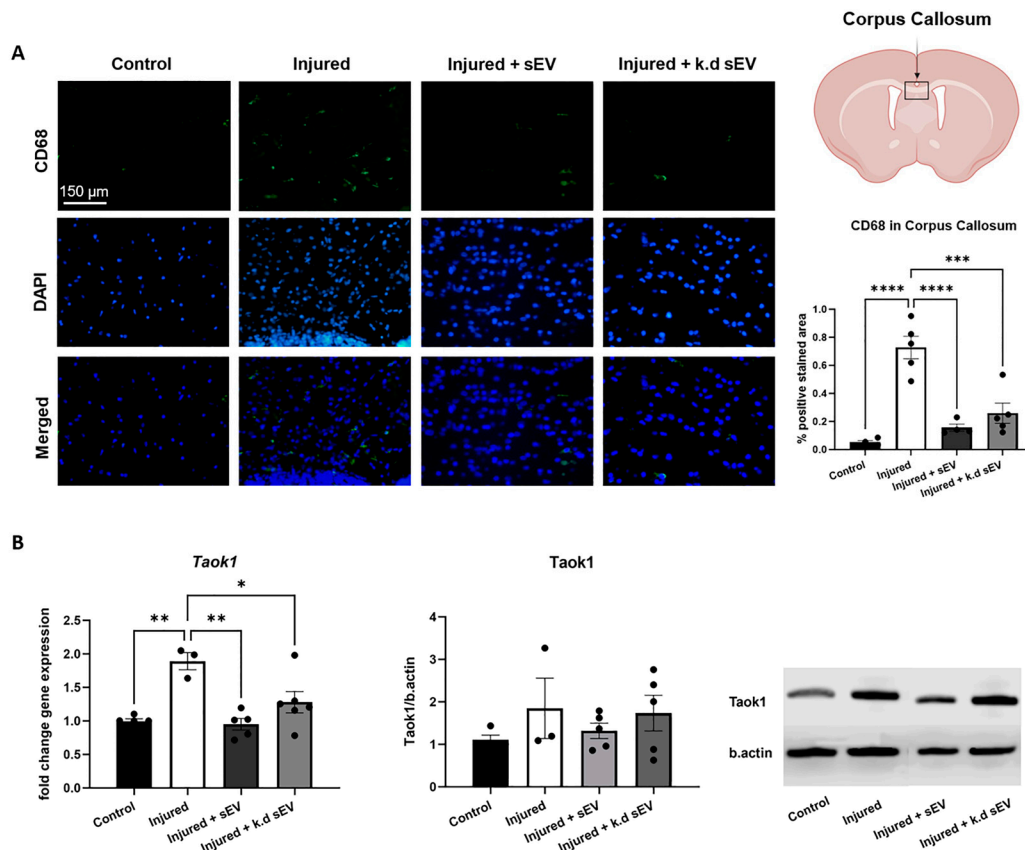 Corpus Callosum
A
Control Injured Injured + sEV Injured + k.d sEV
CD68
150 µm
DAPI
Merged
CD68 in Corpus Callosum
***
**** ****
% positive stained area
1.0
0.8
0.6
0.4
0.2
0.0
Control Injured Injured + sEV Injured + k.d sEV
B
Taok1
*
** **
fold change gene expression
2.5
2.0
1.5
1.0
0.5
0.0
Control Injured Injured + sEV Injured + k.d sEV
Taok1
Taok1/b.actin
4
3
2
1
0
Control Injured Injured + sEV Injured + k.d sEV
Taok1
b.actin
Control Injured Injured + sEV Injured + k.d sEV